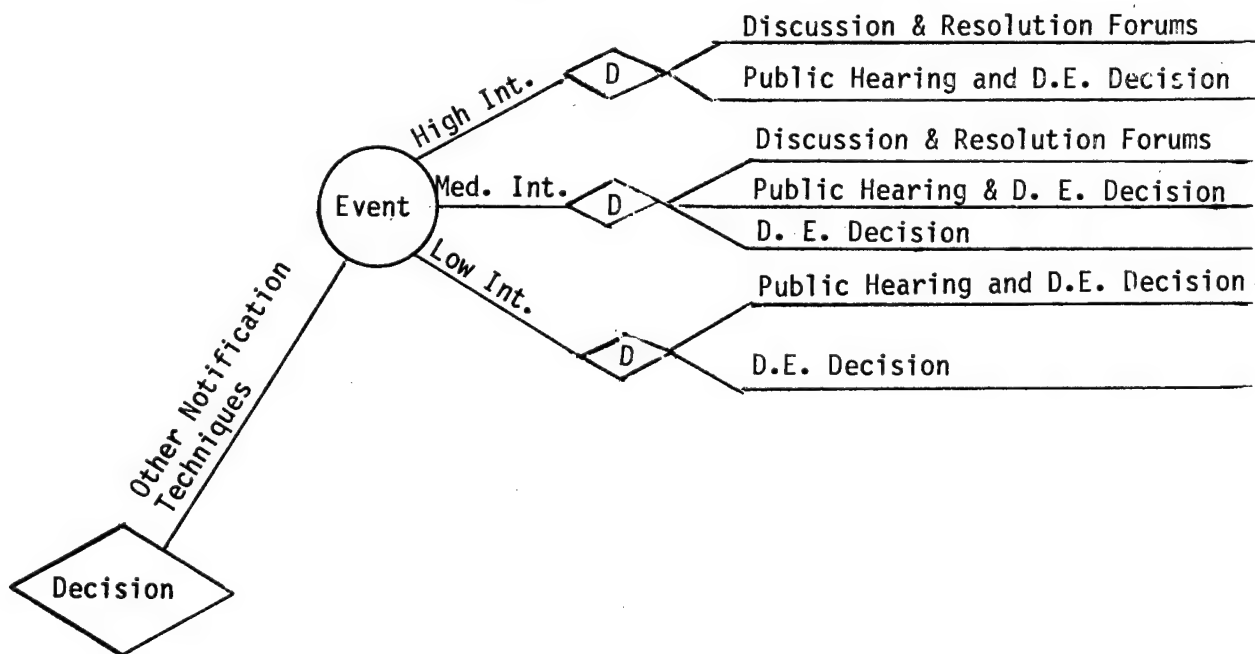 Discussion & Resolution Forums
D
Public Hearing and D.E. Decision
High Int.
Discussion & Resolution Forums
Event
Med. Int.
D
Public Hearing & D. E. Decision
D. E. Decision
Low Int.
Public Hearing and D.E. Decision
D
D.E. Decision
Other Notification
Techniques
Decision